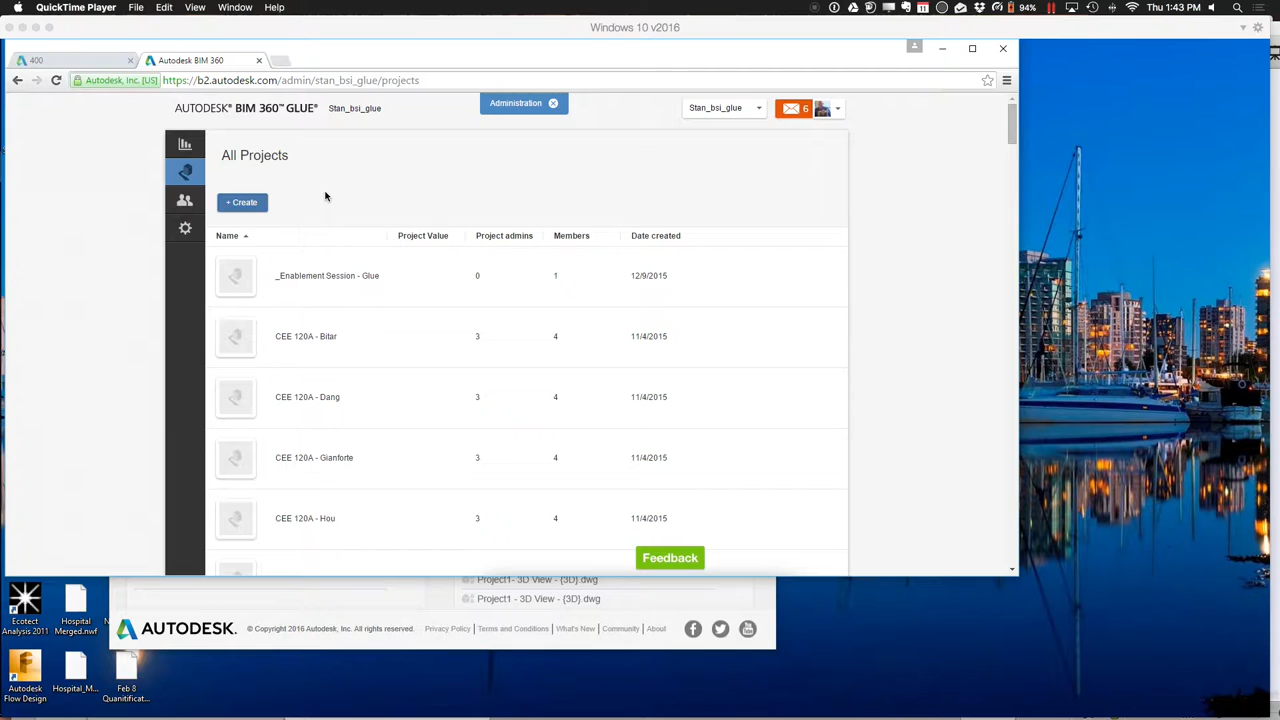 QuickTime Player File Edit View Window Help 94% Thu 1:43 PM
Windows 10 v2016
400 Autodesk BIM 360
Autodesk, Inc. [US] https://b2.autodesk.com/admin/stan_bsi_glue/projects
AUTODESK® BIM 360™ GLUE® Stan_bsi_glue Administration Stan_bsi_glue 6
All Projects
+ Create
Name Project Value Project admins Members Date created
_Enablement Session - Glue 0 1 12/9/2015
CEE 120A - Bitar 3 4 11/4/2015
CEE 120A - Dang 3 4 11/4/2015
CEE 120A - Gianforte 3 4 11/4/2015
CEE 120A - Hou 3 4 11/4/2015
Feedback
Project1- 3D View - {3D}.dwg
Project1 - 3D View - {3D}.dwg
AUTODESK. © Copyright 2016 Autodesk, Inc. All rights reserved. Privacy Policy | Terms and Conditions | What's New | Community | About
Ecotect Analysis 2011
Hospital Merged.nwf
Autodesk Flow Design
Hospital_M...
Feb 8 Quanitificat...